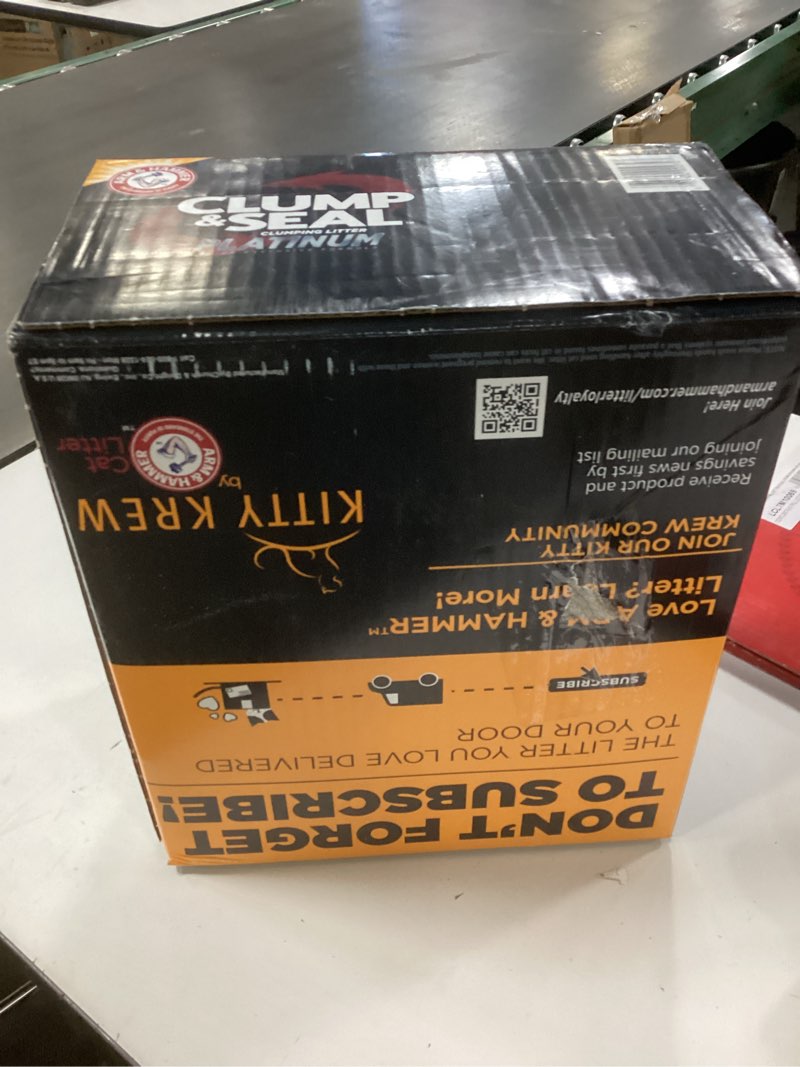 ARM & HAMMER
CLUMP
& SEAL™
CLUMPING LITTER
PLATINUM
DON'T FORGET
TO SUBSCRIBE!
THE LITTER YOU LOVE DELIVERED
TO YOUR DOOR
SUBSCRIBE
Love ARM & HAMMER™
Litter? Learn More!
JOIN OUR KITTY
KREW COMMUNITY
Receive product and
savings news first by
joining our mailing list
Join Here!
armandhammer.com/litterloyalty
KITTY KREW
by
ARM & HAMMER
Cat
Litter™